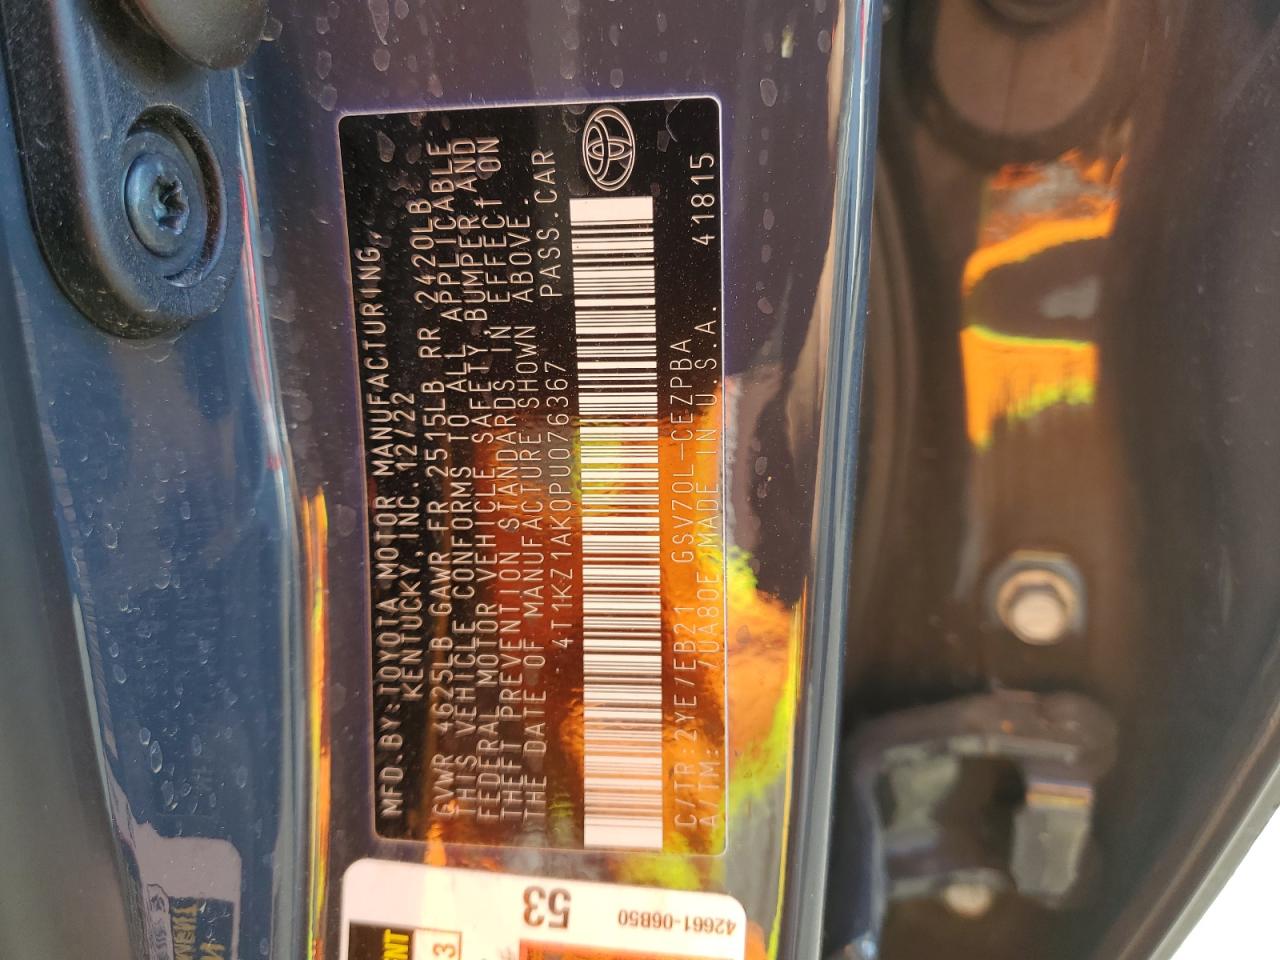 MFD.BY:TOYOTA MOTOR MANUFACTURING,
KENTUCKY,INC.12/22
GVWR 4625LB GAWR FR 2515LB RR 2420LB
THIS VEHICLE CONFORMS TO ALL APPLICABLE
FEDERAL MOTOR VEHICLE SAFETY,BUMPER,AND
THEFT PREVENTION STANDARDS IN EFFECT ON
THE DATE OF MANUFACTURE SHOWN ABOVE.
4T1KZ1AK0PU076367 PASS.CAR
C/TR:2YE/EB21 GSV70L-CEZPBA
A/TM: /UA80E/MADE IN U.S.A. 41815
53
42661-06B50